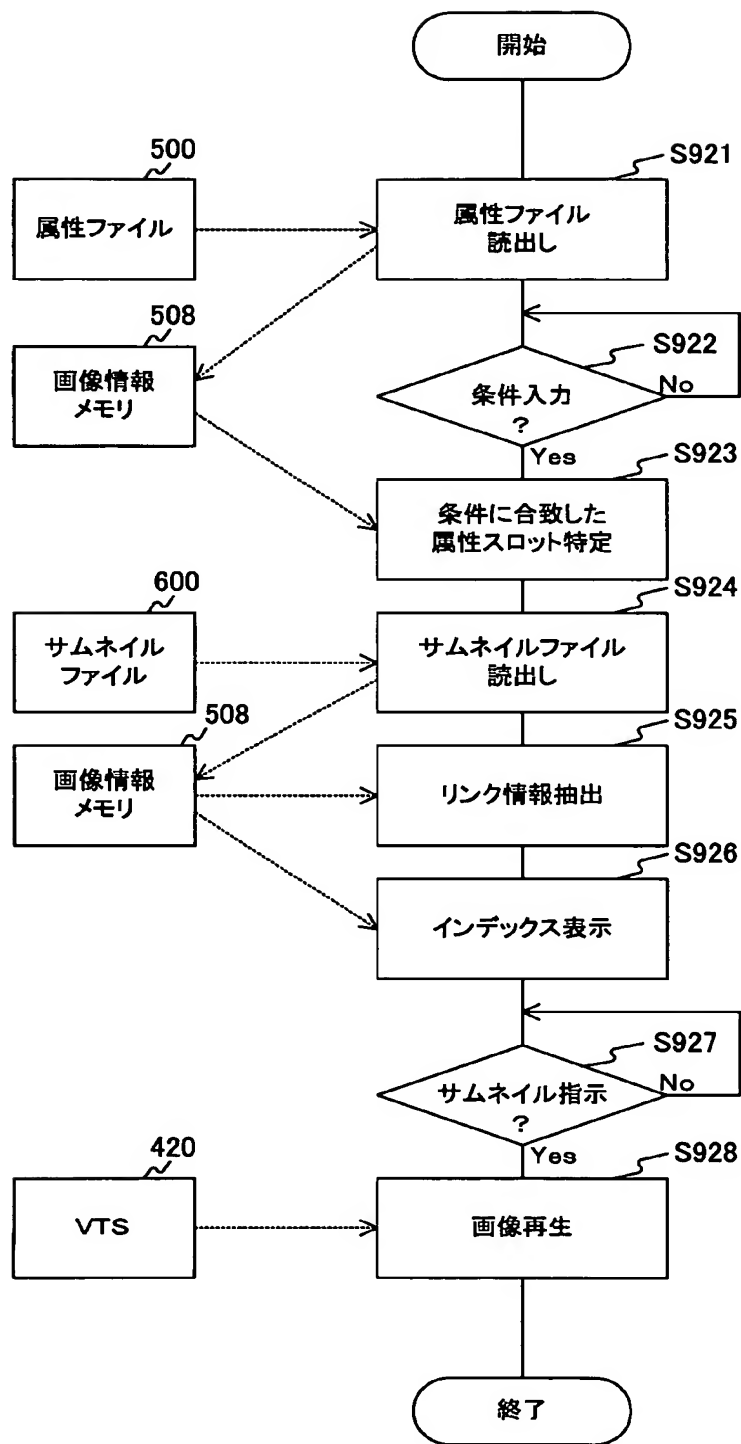 開始
500
S921
属性ファイル
属性ファイル
読出し
508
S922
画像情報
メモリ
条件入力
?
No
Yes
S923
条件に合致した
属性スロット特定
600
S924
サムネイル
ファイル
サムネイルファイル
読出し
508
S925
画像情報
メモリ
リンク情報抽出
S926
インデックス表示
S927
サムネイル指示
?
No
Yes
420
S928
VTS
画像再生
終了